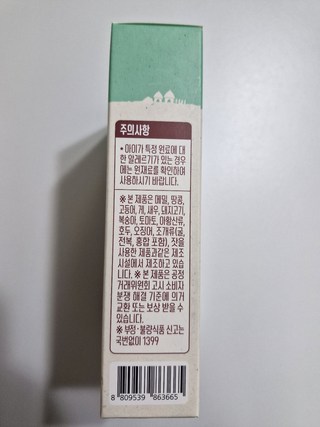 주의사항
• 아이가 특정 원료에 대
한 알레르기가 있는 경우
에는 원재료를 확인하여
사용하시기 바랍니다.
※ 본 제품은 메밀, 땅콩,
고등어, 게, 새우, 돼지고기,
복숭아, 토마토, 아황산류,
호두, 오징어, 조개류(굴,
전복, 홍합 포함), 잣을
사용한 제품과같은 제조
시설에서 제조하고 있습
니다. ※ 본 제품은 공정
거래위원회 고시 소비자
분쟁 해결 기준에 의거
교환 또는 보상 받을 수
있습니다.
※ 부정·불량식품 신고는
국번없이 1399
8 809539 863665